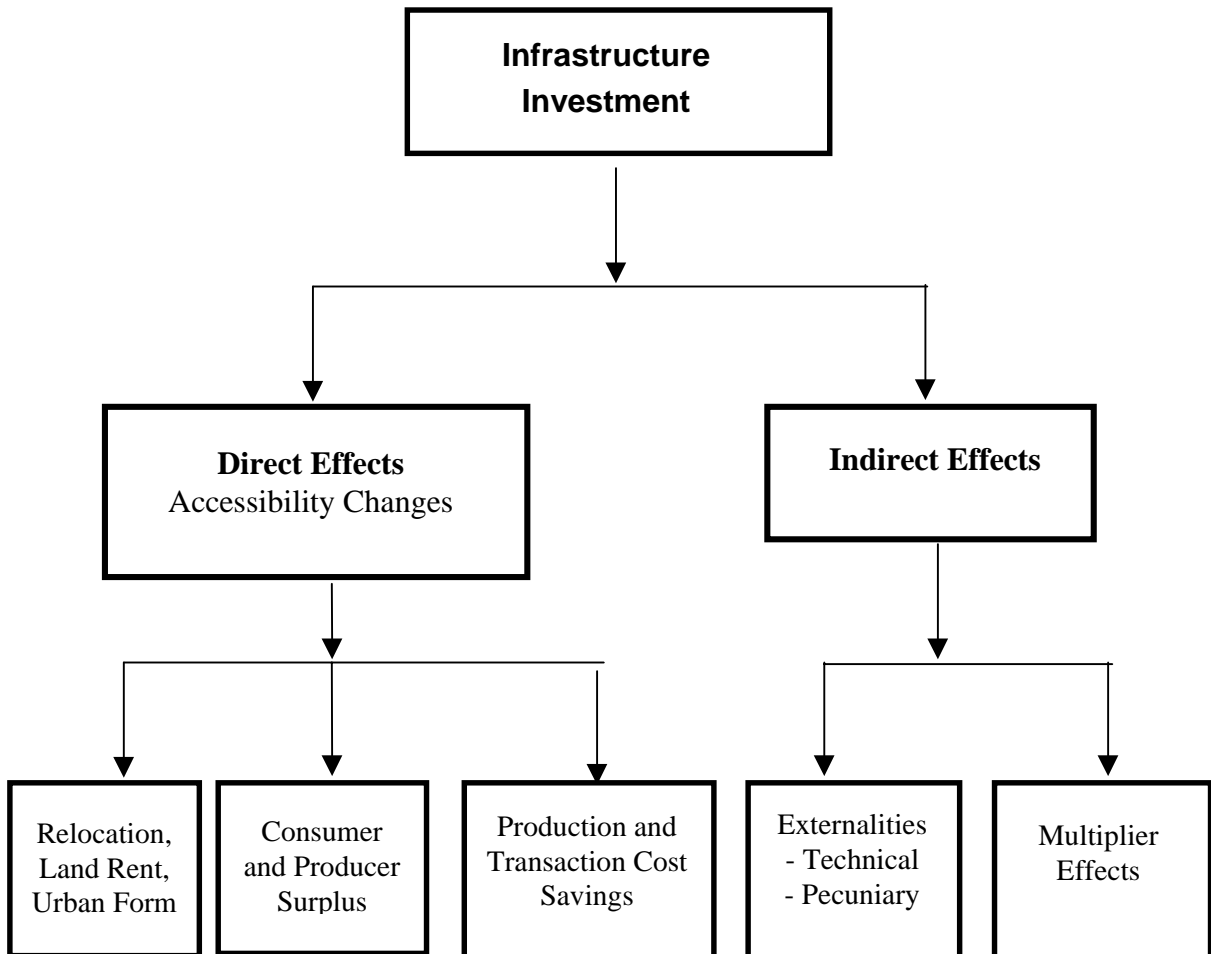 Infrastructure
Investment
Direct Effects
Accessibility Changes
Indirect Effects
Relocation,
Land Rent,
Urban Form
Consumer
and Producer
Surplus
Production and
Transaction Cost
Savings
Externalities
- Technical
- Pecuniary
Multiplier
Effects